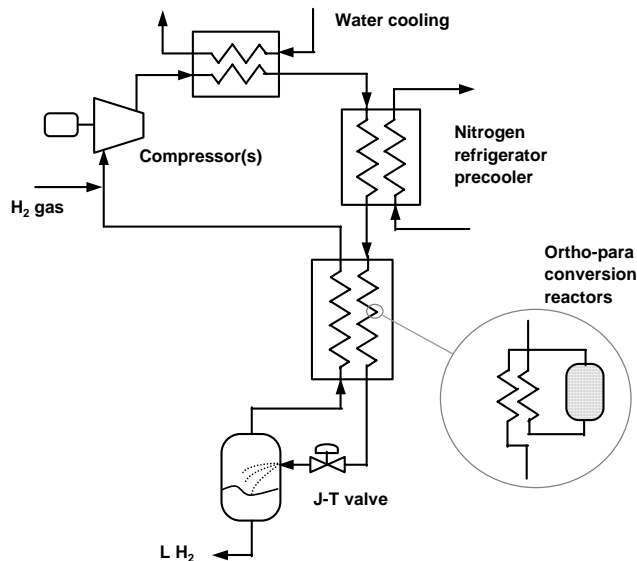 Water cooling
Compressor(s)
Nitrogen
refrigerator
precooler
H₂ gas
Ortho-para
conversion
reactors
J-T valve
L H₂